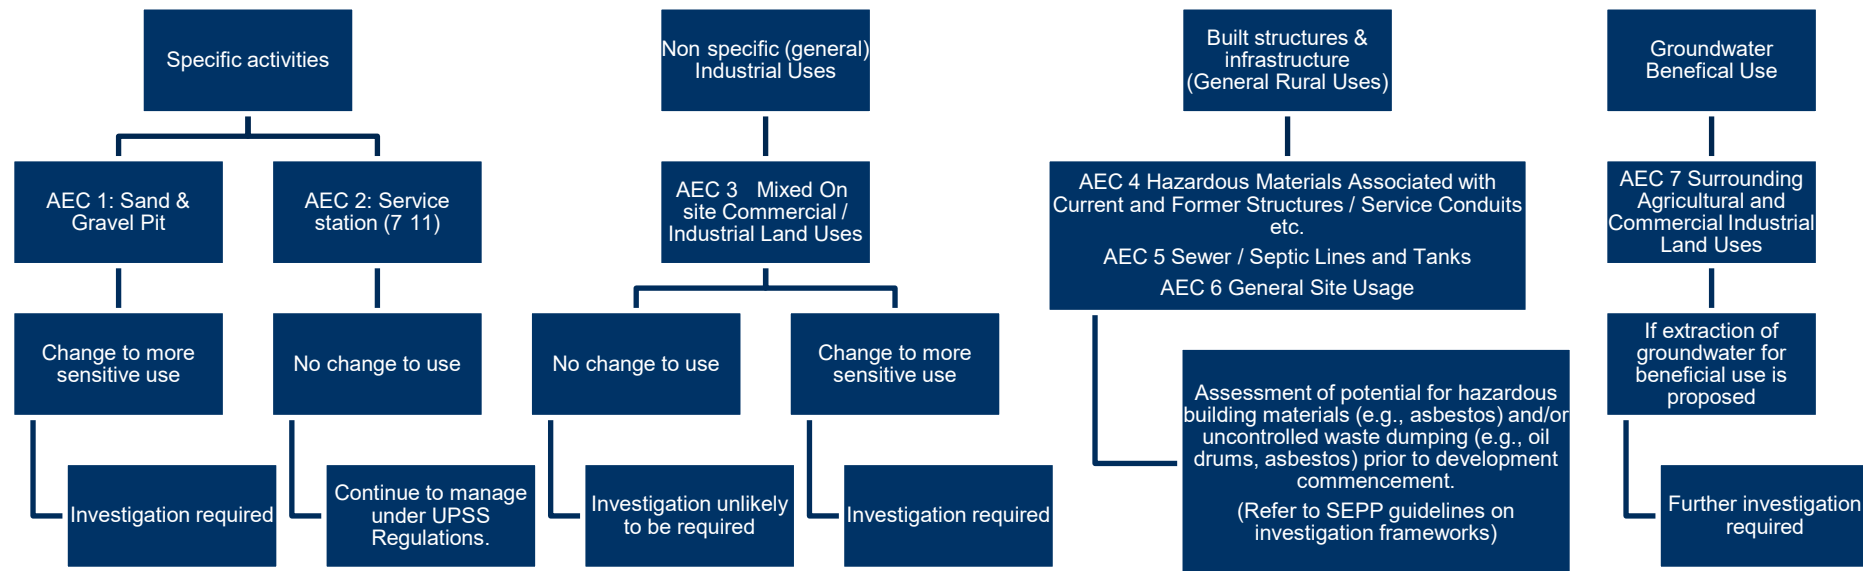 Specific activities
Non specific (general)
Industrial Uses
Built structures &
infrastructure
(General Rural Uses)
Groundwater
Benefical Use
AEC 1: Sand &
Gravel Pit
AEC 2: Service
station (7 11)
AEC 3 Mixed On
site Commercial /
Industrial Land Uses
AEC 4 Hazardous Materials Associated with
Current and Former Structures / Service Conduits
etc.
AEC 5 Sewer / Septic Lines and Tanks
AEC 6 General Site Usage
AEC 7 Surrounding
Agricultural and
Commercial Industrial
Land Uses
Change to more
sensitive use
No change to use
No change to use
Change to more
sensitive use
If extraction of
groundwater for
beneficial use is
proposed
Investigation required
Continue to manage
under UPSS
Regulations.
Investigation unlikely
to be required
Investigation required
Assessment of potential for hazardous
building materials (e.g., asbestos) and/or
uncontrolled waste dumping (e.g., oil
drums, asbestos) prior to development
commencement.
(Refer to SEPP guidelines on
investigation frameworks)
Further investigation
required